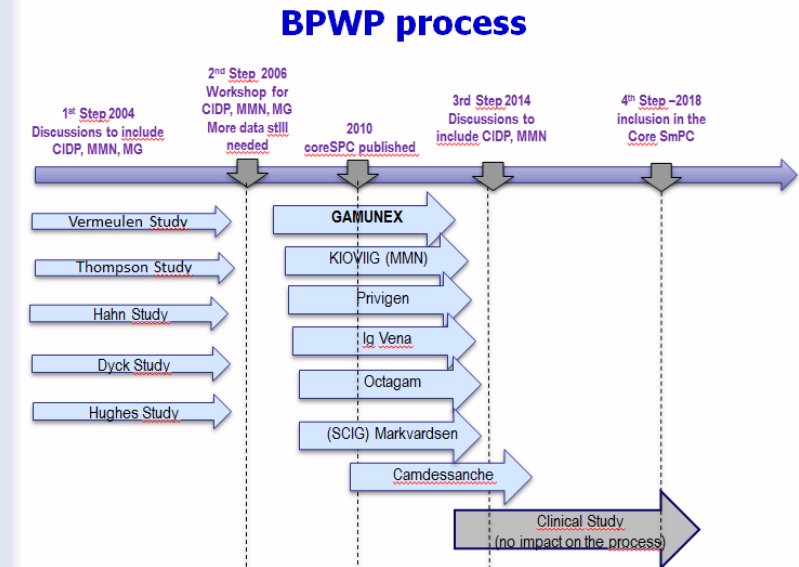 BPWP process
1st Step 2004
Discussions to include
CIDP, MMN, MG
2nd Step 2006
Workshop for
CIDP, MMN, MG
More data still
needed
2010
coreSPC published
3rd Step 2014
Discussions to
include CIDP, MMN
4th Step –2018
inclusion in the
Core SmPC
Vermeulen Study
Thompson Study
Hahn Study
Dyck Study
Hughes Study
GAMUNEX
KIOVIIG (MMN)
Privigen
Ig Vena
Octagam
(SCIG) Markvardsen
Camdessanche
Clinical Study
(no impact on the process)